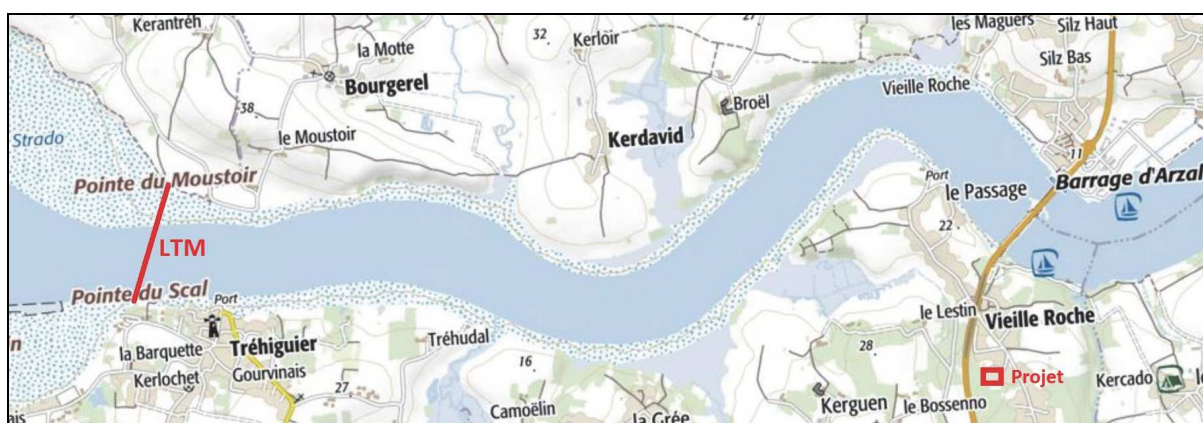 Kerantréh
la Motte
32
Kerloir
27
les Maguers
Silz Haut
Silz Bas
Bourgerel
Broël
Vieille Roche
38
Strado
le Moustoir
Kerdavid
11
Pointe du Moustoir
Port
le Passage
Barrage d'Arzal
LTM
22
Pointe du Scal
Port
le Lestin
Vieille Roche
la Barquette
Tréhiguier
Tréhudal
28
Kerlochet
Gourvinais
16
Projet
Kercado
27
Camoëlin
la Grée
Kerguen
le Bossenno